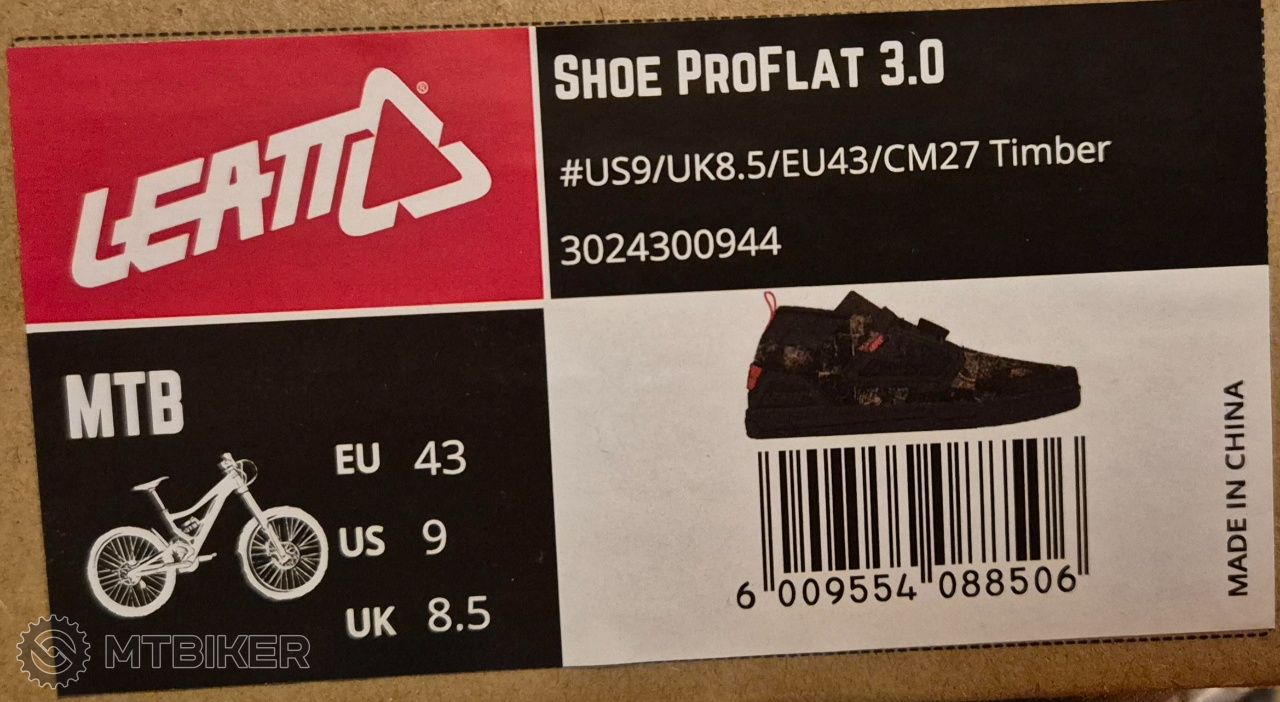 LEATT®
SHOE PROFLAT 3.0
#US9/UK8.5/EU43/CM27 Timber
3024300944
MTB
EU 43
US 9
UK 8.5
6 009554 088506
MADE IN CHINA
MTBIKER